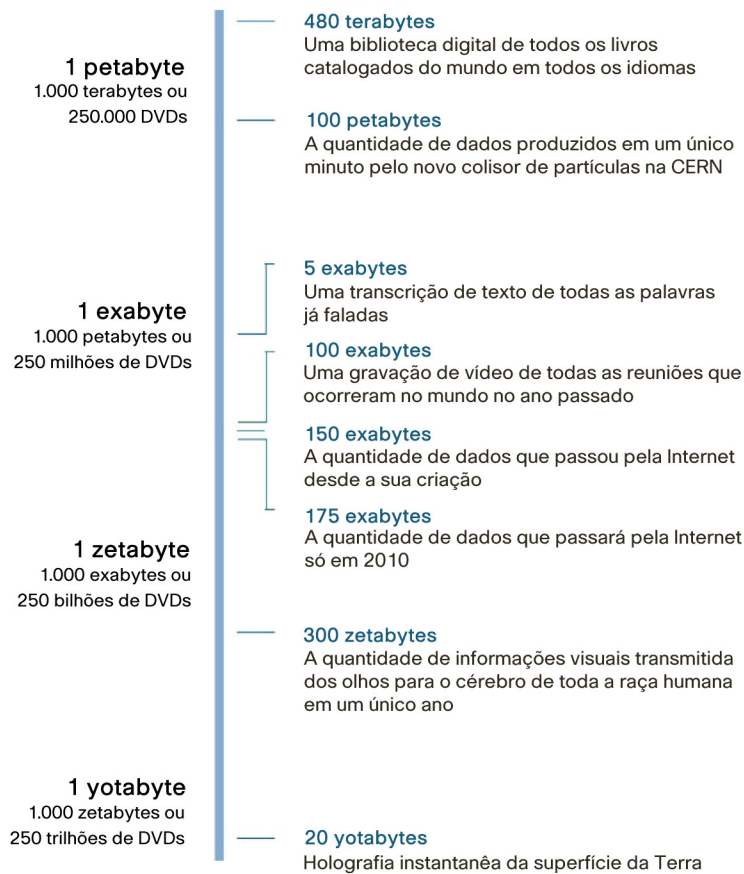 480 terabytes
Uma biblioteca digital de todos os livros
catalogados do mundo em todos os idiomas
1 petabyte
1.000 terabytes ou
250.000 DVDs
100 petabytes
A quantidade de dados produzidos em um único
minuto pelo novo colisor de partículas na CERN
5 exabytes
Uma transcrição de texto de todas as palavras
já faladas
1 exabyte
1.000 petabytes ou
250 milhões de DVDs
100 exabytes
Uma gravação de vídeo de todas as reuniões que
ocorreram no mundo no ano passado
150 exabytes
A quantidade de dados que passou pela Internet
desde a sua criação
175 exabytes
A quantidade de dados que passará pela Internet
só em 2010
1 zetabyte
1.000 exabytes ou
250 bilhões de DVDs
300 zetabytes
A quantidade de informações visuais transmitida
dos olhos para o cérebro de toda a raça humana
em um único ano
1 yotabyte
1.000 zetabytes ou
250 trilhões de DVDs
20 yotabytes
Holografia instantanêa da superfície da Terra